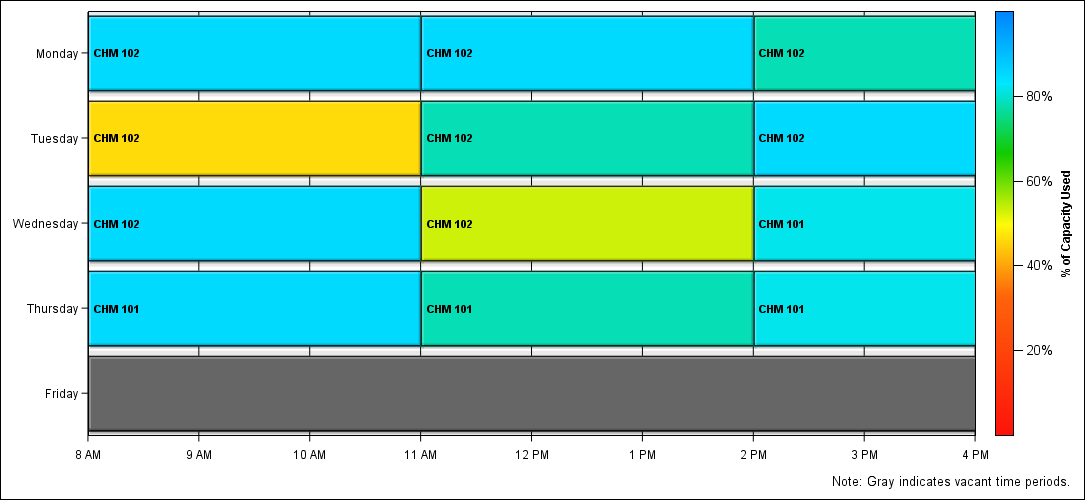 Monday CHM 102 CHM 102 CHM 102
80%
Tuesday CHM 102 CHM 102 CHM 102
60%
Wednesday CHM 102 CHM 102 CHM 101
% of Capacity Used
40%
Thursday CHM 101 CHM 101 CHM 101
20%
Friday
8 AM 9 AM 10 AM 11 AM 12 PM 1 PM 2 PM 3 PM 4 PM
Note: Gray indicates vacant time periods.